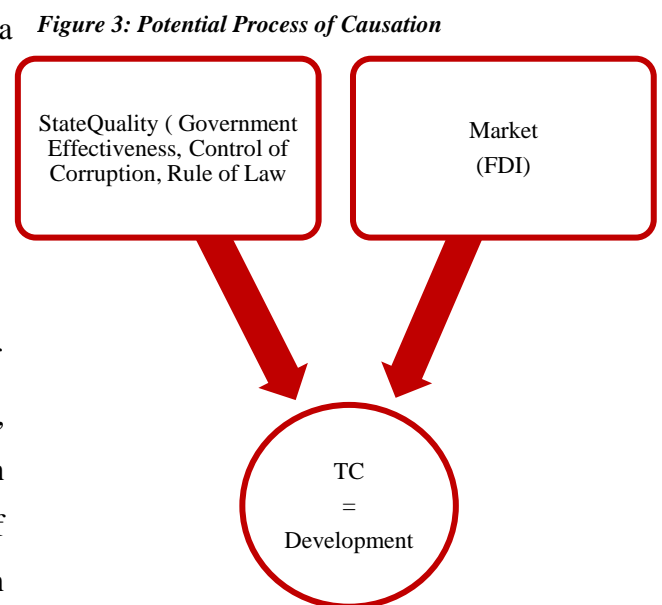 a
Figure 3: Potential Process of Causation
StateQuality ( Government
Effectiveness, Control of
Corruption, Rule of Law
Market
(FDI)
,
TC
=
Development